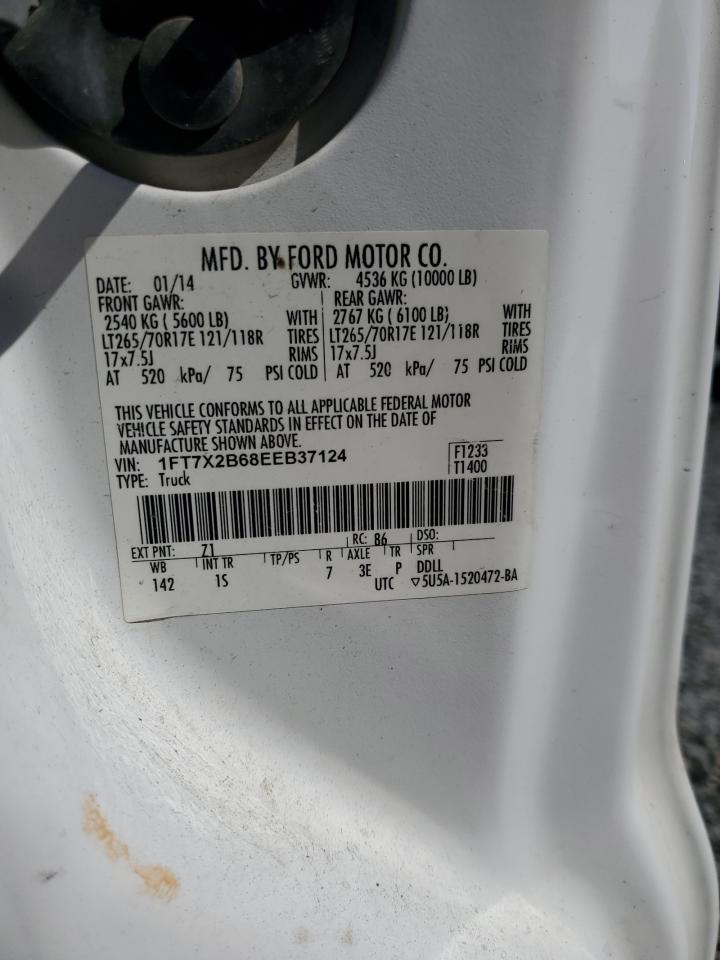 MFD. BY FORD MOTOR CO.
DATE: 01/14 GVWR: 4536 KG (10000 LB)
FRONT GAWR: REAR GAWR:
2540 KG ( 5600 LB) WITH 2767 KG ( 6100 LB) WITH
LT265/70R17E 121/118R TIRES LT265/70R17E 121/118R TIRES
17x7.5J RIMS 17x7.5J RIMS
AT 520 kPa/ 75 PSI COLD AT 520 kPa/ 75 PSI COLD
THIS VEHICLE CONFORMS TO ALL APPLICABLE FEDERAL MOTOR
VEHICLE SAFETY STANDARDS IN EFFECT ON THE DATE OF
MANUFACTURE SHOWN ABOVE.
VIN: 1FT7X2B68EEB37124 F1233
TYPE: Truck T1400
EXT PNT: Z1 RC: 86 DSO:
WB INT TR TP/PS R AXLE TR SPR
142 1S 7 3E P DDLL
UTC ▽5U5A-1520472-BA